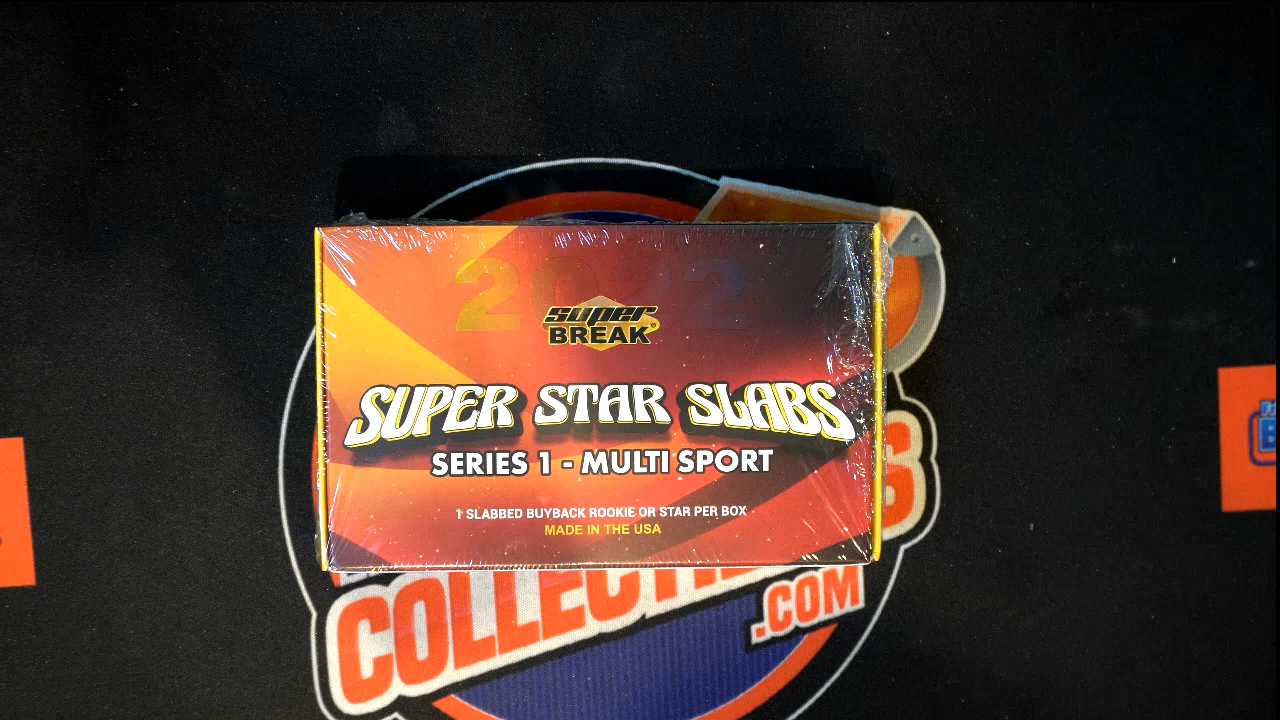 2022
super
BREAK®
SUPER STAR SLABS
SERIES 1 - MULTI SPORT
1 SLABBED BUYBACK ROOKIE OR STAR PER BOX
MADE IN THE USA
.COM